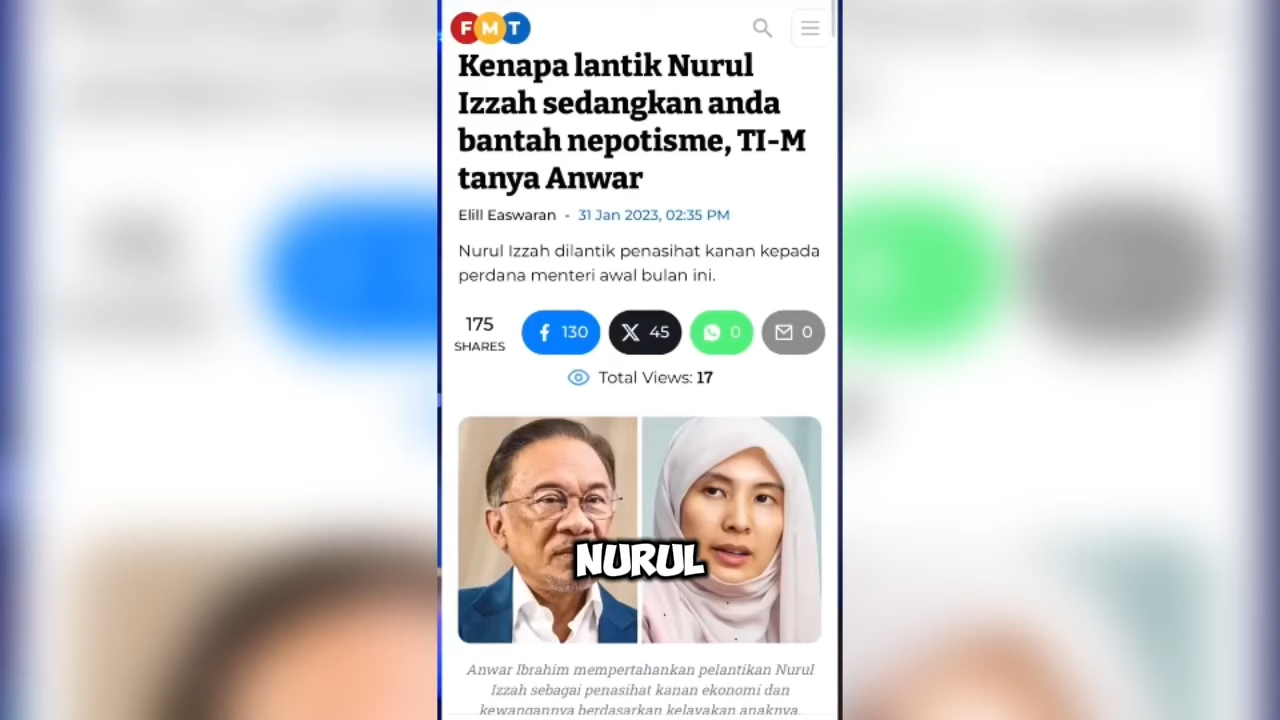 FMT
Kenapa lantik Nurul
Izzah sedangkan anda
bantah nepotisme, TI-M
tanya Anwar
Elill Easwaran - 31 Jan 2023, 02:35 PM
Nurul Izzah dilantik penasihat kanan kepada
perdana menteri awal bulan ini.
175
SHARES
130
45
0
0
Total Views: 17
NURUL
Anwar Ibrahim mempertahankan pelantikan Nurul
Izzah sebagai penasihat kanan ekonomi dan
kewangannya berdasarkan kelayakan anaknya.